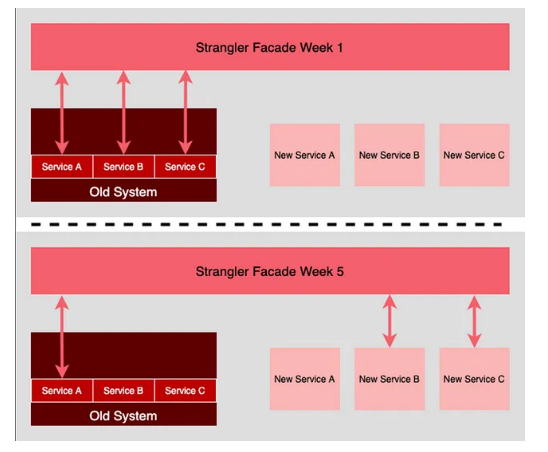 Strangler Facade Week 1
Service A Service B Service C
Old System
New Service A New Service B New Service C
Strangler Facade Week 5
Service A Service B Service C
Old System
New Service A New Service B New Service C